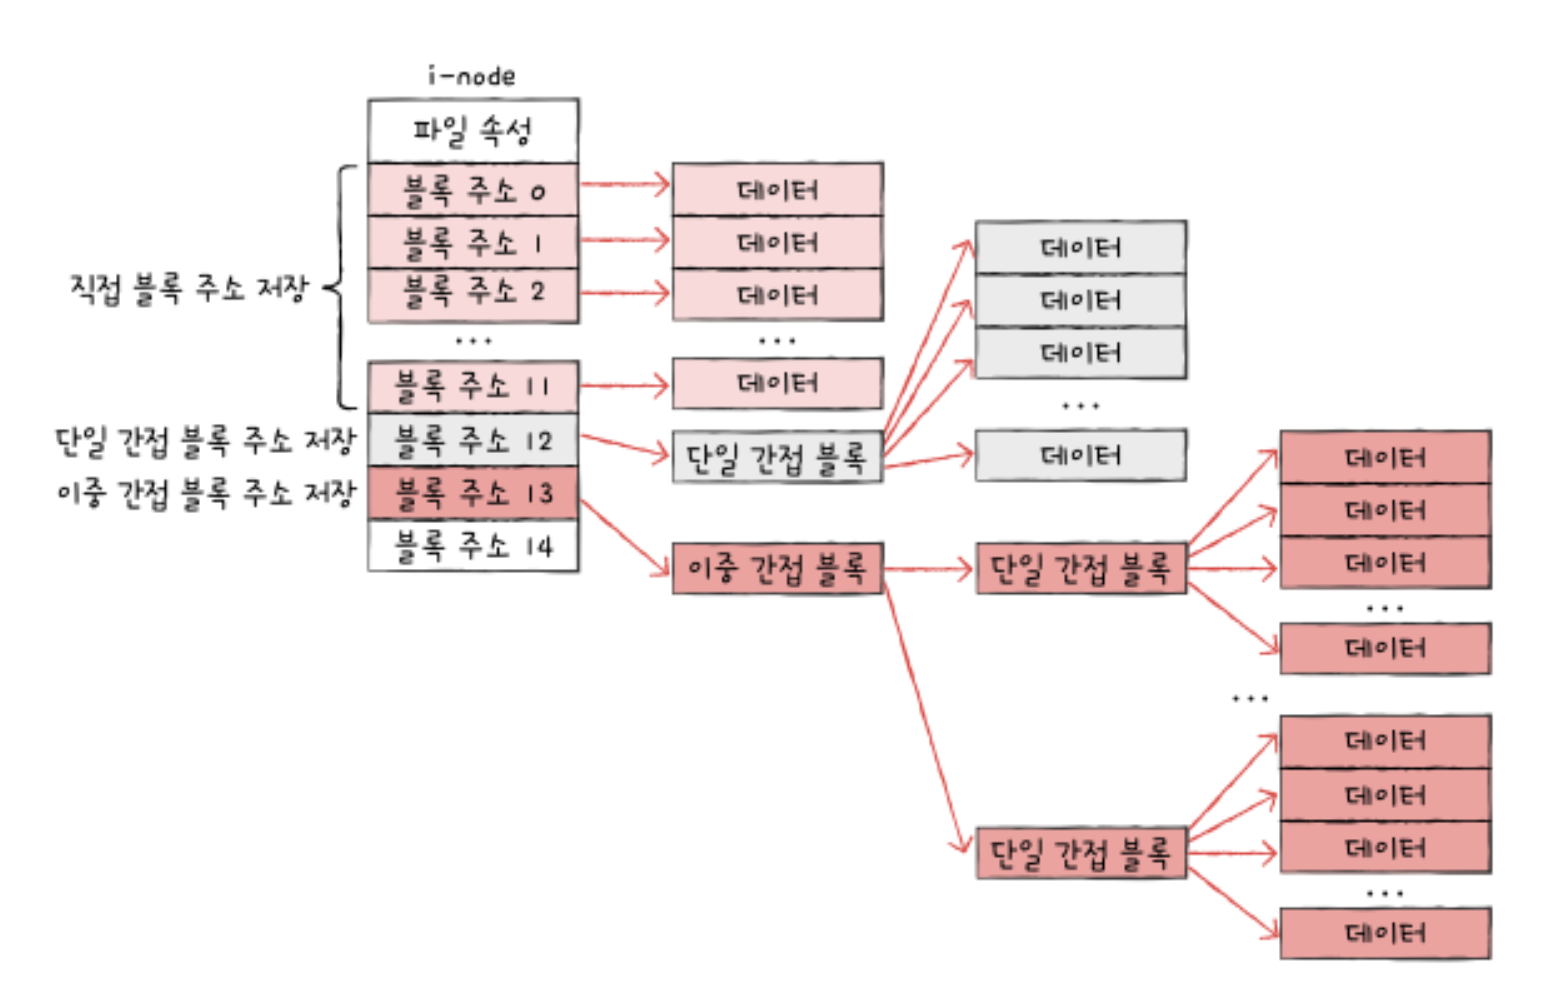 i-node
파일 속성
직접 블록 주소 저장
블록 주소 0
블록 주소 1
블록 주소 2
...
블록 주소 11
단일 간접 블록 주소 저장
블록 주소 12
이중 간접 블록 주소 저장
블록 주소 13
블록 주소 14
데이터
데이터
데이터
...
데이터
단일 간접 블록
이중 간접 블록
데이터
데이터
데이터
...
데이터
단일 간접 블록
단일 간접 블록
데이터
데이터
데이터
...
데이터
...
데이터
데이터
데이터
...
데이터